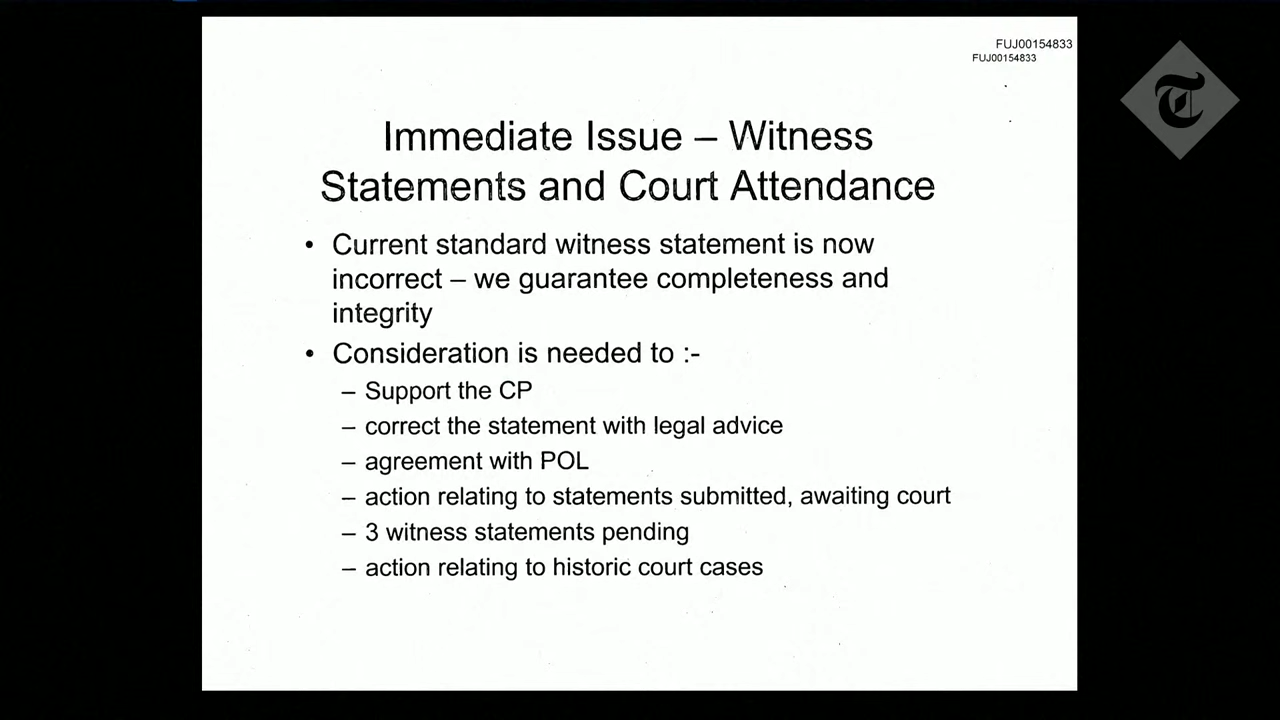 FUJ00154833
FUJ00154833
Immediate Issue – Witness
Statements and Court Attendance
• Current standard witness statement is now
incorrect – we guarantee completeness and
integrity
• Consideration is needed to :-
– Support the CP
– correct the statement with legal advice
– agreement with POL
– action relating to statements submitted, awaiting court
– 3 witness statements pending
– action relating to historic court cases
T